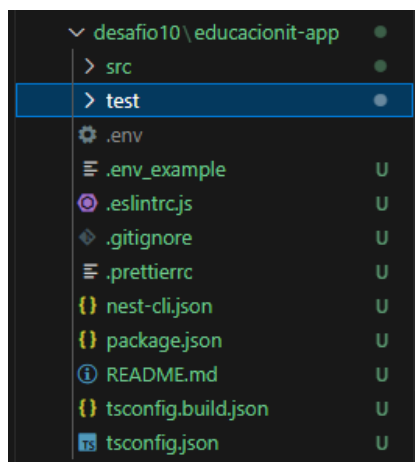 desafio10\educacionit-app
src
test
.env
.env_example U
.eslintrc.js U
.gitignore U
.prettierrc U
{} nest-cli.json U
{} package.json U
README.md U
{} tsconfig.build.json U
TS tsconfig.json U